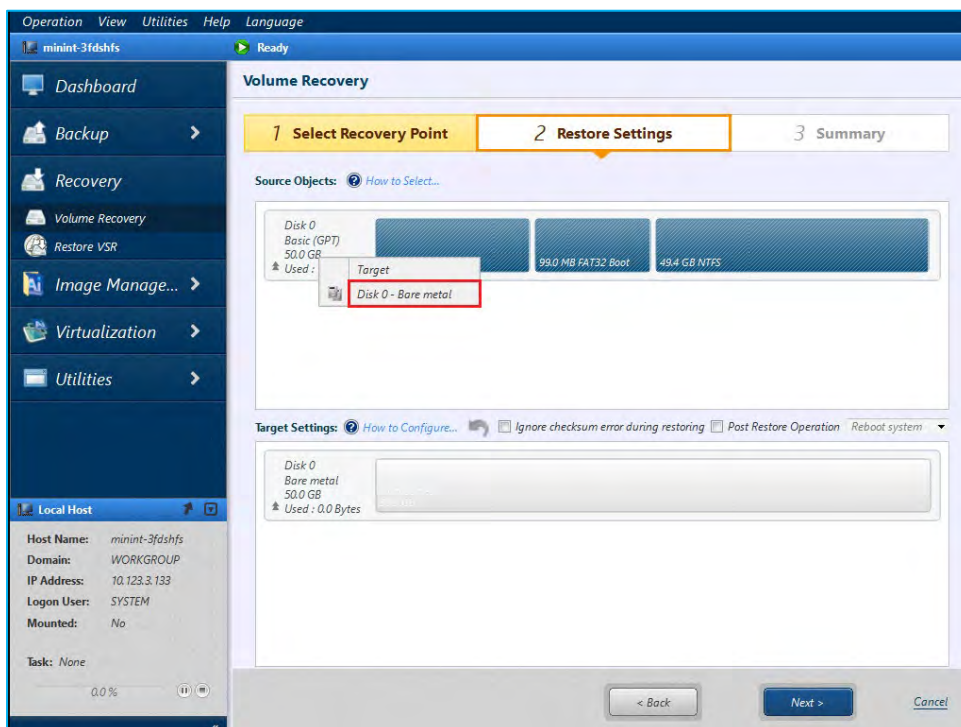 Operation View Utilities Help Language
minint-3fdshfs
Ready
Dashboard
Backup
Recovery
Volume Recovery
Restore VSR
Image Manage...
Virtualization
Utilities
Volume Recovery
1 Select Recovery Point
2 Restore Settings
3 Summary
Source Objects: How to Select...
Disk 0
Basic (GPT)
50.0 GB
Used :
99.0 MB FAT32 Boot
49.4 GB NTFS
Target
Disk 0 - Bare metal
Target Settings: How to Configure... Ignore checksum error during restoring Post Restore Operation Reboot system
Disk 0
Bare metal
50.0 GB
Used : 0.0 Bytes
Local Host
Host Name: minint-3fdshfs
Domain: WORKGROUP
IP Address: 10.123.3.133
Logon User: SYSTEM
Mounted: No
Task: None
0.0 %
< Back
Next >
Cancel